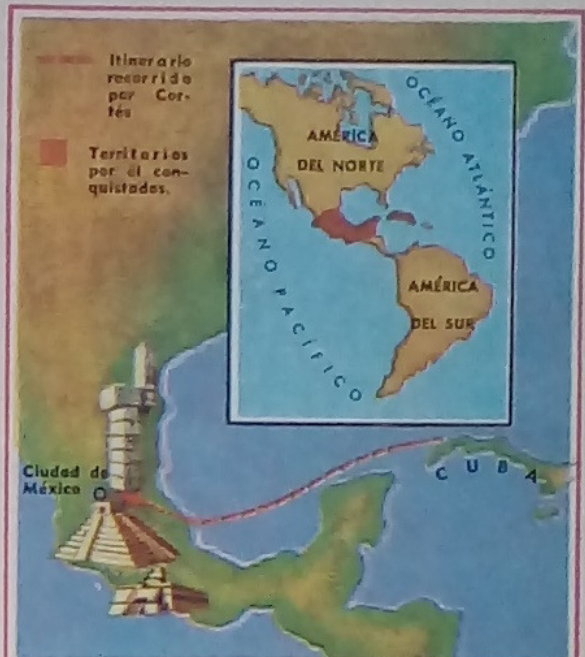 Itinerario
recorrido
por Cor-
tés
Territorios
por él con-
quistados.
OCÉANO ATLÁNTICO
AMÉRICA
DEL NORTE
OCÉANO PACÍFICO
AMÉRICA
DEL SUR
Ciudad de
México
CUBA